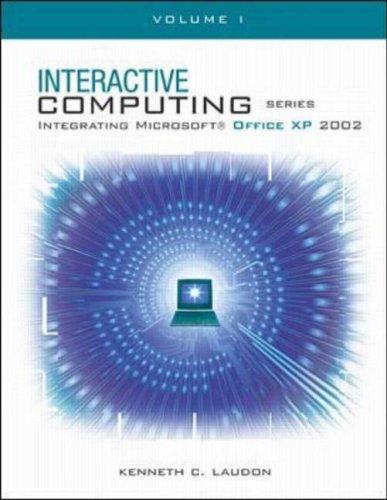 VOLUME I
INTERACTIVE
COMPUTING SERIES
INTEGRATING MICROSOFT® OFFICE XP 2002
KENNETH C. LAUDON